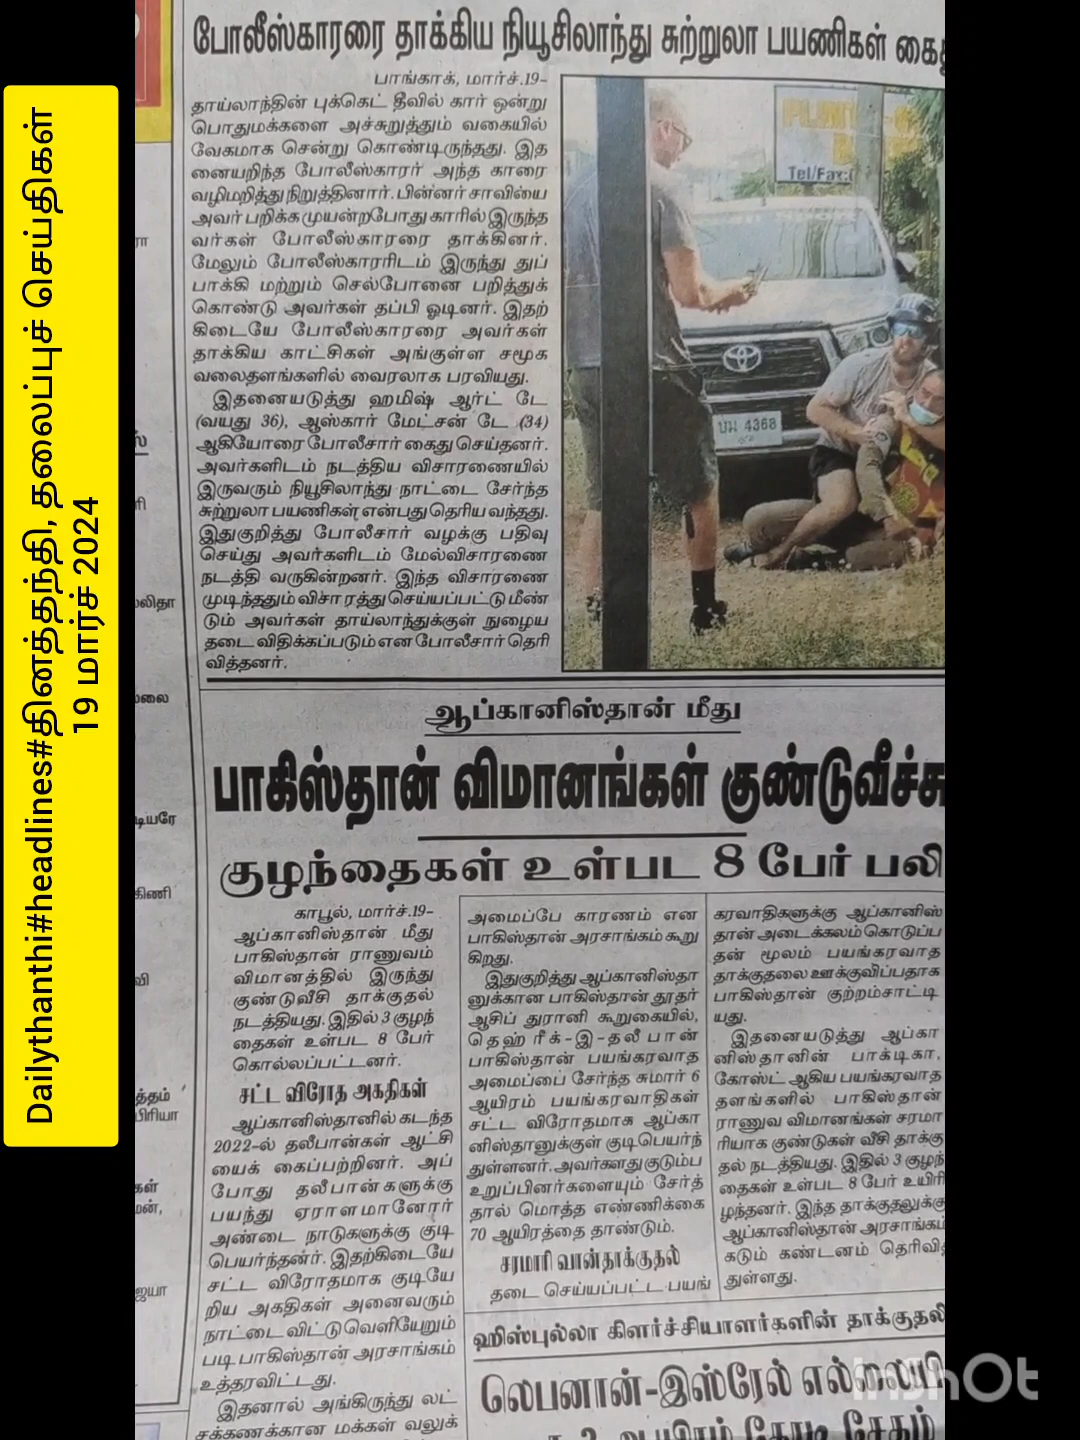 Dailythanthi#headlines#தினத்தந்தி, தலைப்புச் செய்திகள்
19 மார்ச் 2024
போலீஸ்காரரை தாக்கிய நியூசிலாந்து சுற்றுலா பயணிகள்
பாங்காக், மார்ச்.19-
தாய்லாந்தின் புக்கெட் தீவில் கார் ஒன்று
பொதுமக்களை அச்சுறுத்தும் வகையில்
வேகமாக சென்று கொண்டிருந்தது. இத
னையறிந்த போலீஸ்காரர் அந்த காரை
வழிமறித்து நிறுத்தினார். பின்னர் சாவியை
அவர் பறிக்க முயன்றபோது காரில் இருந்த
வர்கள் போலீஸ்காரரை தாக்கினர்.
மேலும் போலீஸ்காரரிடம் இருந்து துப்
பாக்கி மற்றும் செல்போனை பறித்துக்
கொண்டு அவர்கள் தப்பி ஓடினர். இதற்
கிடையே போலீஸ்காரரை அவர்கள்
தாக்கிய காட்சிகள் அங்குள்ள சமூக
வலைதளங்களில் வைரலாக பரவியது.
இதனையடுத்து ஹமிஷ் ஆர்ட் டே
(வயது 36), ஆஸ்கார் மேட்சன் டே (34)
ஆகியோரை போலீசார் கைது செய்தனர்.
அவர்களிடம் நடத்திய விசாரணையில்
இருவரும் நியூசிலாந்து நாட்டை சேர்ந்த
சுற்றுலா பயணிகள் என்பது தெரிய வந்தது.
இதுகுறித்து போலீசார் வழக்கு பதிவு
செய்து அவர்களிடம் மேல்விசாரணை
நடத்தி வருகின்றனர். இந்த விசாரணை
முடிந்ததும் விசா ரத்து செய்யப்பட்டு மீண்
டும் அவர்கள் தாய்லாந்துக்குள் நுழைய
தடை விதிக்கப்படும் என போலீசார் தெரி
வித்தனர்.
Tel/Fax:
TOYOTA
4368
ஆப்கானிஸ்தான் மீது
பாகிஸ்தான் விமானங்கள் குண்டுவீச்சு
குழந்தைகள் உள்பட 8 பேர் பலி
காபூல், மார்ச்.19-
ஆப்கானிஸ்தான் மீது
பாகிஸ்தான் ராணுவம்
விமானத்தில் இருந்து
குண்டுவீசி தாக்குதல்
நடத்தியது. இதில் 3 குழந்
தைகள் உள்பட 8 பேர்
கொல்லப்பட்டனர்.
சட்ட விரோத அகதிகள்
ஆப்கானிஸ்தானில் கடந்த
2022-ல் தலீபான்கள் ஆட்சி
யைக் கைப்பற்றினர். அப்
போது தலீபான்களுக்கு
பயந்து ஏராளமானோர்
அண்டை நாடுகளுக்கு குடி
பெயர்ந்தனர். இதற்கிடையே
சட்ட விரோதமாக குடியே
றிய அகதிகள் அனைவரும்
நாட்டை விட்டு வெளியேறும்
படி பாகிஸ்தான் அரசாங்கம்
உத்தரவிட்டது.
இதனால் அங்கிருந்து லட்
சக்கணக்கான மக்கள் வலுக்
அமைப்பே காரணம் என
பாகிஸ்தான் அரசாங்கம் கூறு
கிறது.
இதுகுறித்து ஆப்கானிஸ்தா
னுக்கான பாகிஸ்தான் தூதர்
ஆசிப் துரானி கூறுகையில்,
தெஹ்ரீக்-இ-தலீபான்
பாகிஸ்தான் பயங்கரவாத
அமைப்பை சேர்ந்த சுமார் 6
ஆயிரம் பயங்கரவாதிகள்
சட்ட விரோதமாக ஆப்கா
னிஸ்தானுக்குள் குடிபெயர்ந்
துள்ளனர். அவர்களது குடும்ப
உறுப்பினர்களையும் சேர்த்
தால் மொத்த எண்ணிக்கை
70 ஆயிரத்தை தாண்டும்.
சரமாரி வான்தாக்குதல்
தடை செய்யப்பட்ட பயங்
கரவாதிகளுக்கு ஆப்கானிஸ்
தான் அடைக்கலம் கொடுப்ப
தன் மூலம் பயங்கரவாத
தாக்குதலை ஊக்குவிப்பதாக
பாகிஸ்தான் குற்றம்சாட்டி
யது.
இதனையடுத்து ஆப்கா
னிஸ்தானின் பாக்டிகா,
கோஸ்ட் ஆகிய பயங்கரவாத
தளங்களில் பாகிஸ்தான்
ராணுவ விமானங்கள் சரமா
ரியாக குண்டுகள் வீசி தாக்கு
தல் நடத்தியது. இதில் 3 குழந்
தைகள் உள்பட 8 பேர் உயிரி
ழந்தனர். இந்த தாக்குதலுக்கு
ஆப்கானிஸ்தான் அரசாங்கம்
கடும் கண்டனம் தெரிவித்
துள்ளது.
ஹிஸ்புல்லா கிளர்ச்சியாளர்களின் தாக்குதலி
லெபனான்-இஸ்ரேல் எல்லையி
InShOt